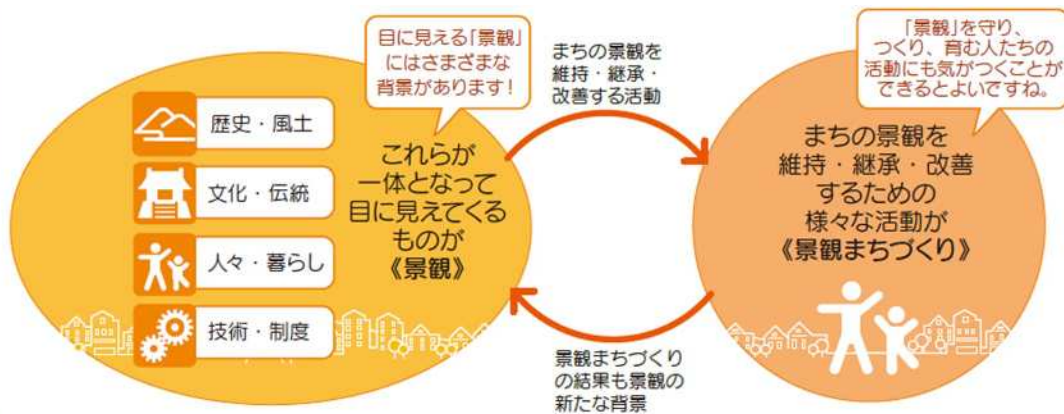 目に見える「景観」
にはさまざまな
背景があります！
歴史・風土
文化・伝統
人々・暮らし
技術・制度
これらが
一体となって
目に見えてくる
ものが
《景観》
まちの景観を
維持・継承・
改善する活動
景観まちづくり
の結果も景観の
新たな背景
「景観」を守り、
つくり、育む人たちの
活動にも気がつくことが
できるとよいですね。
まちの景観を
維持・継承・改善
するための
様々な活動が
《景観まちづくり》